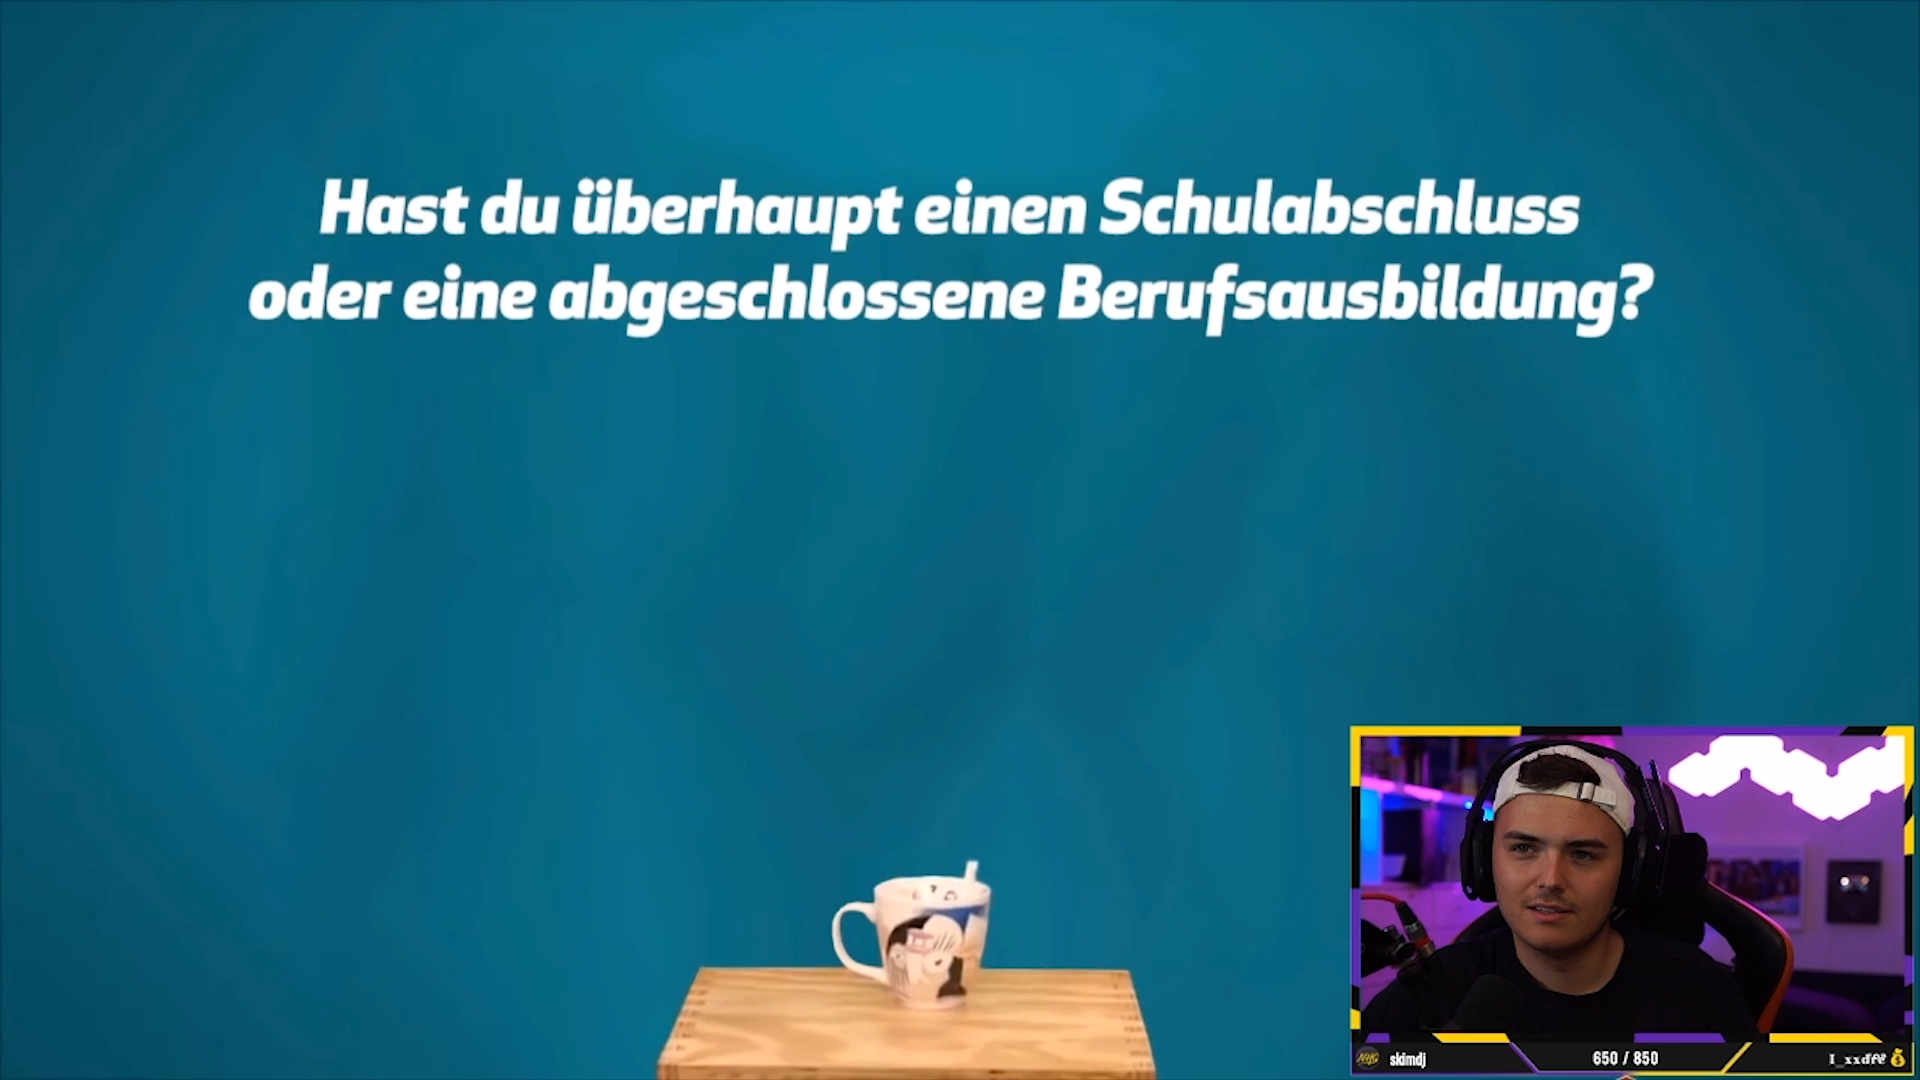 Hast du überhaupt einen Schulabschluss
oder eine abgeschlossene Berufsausbildung?
skimdj
650 / 850